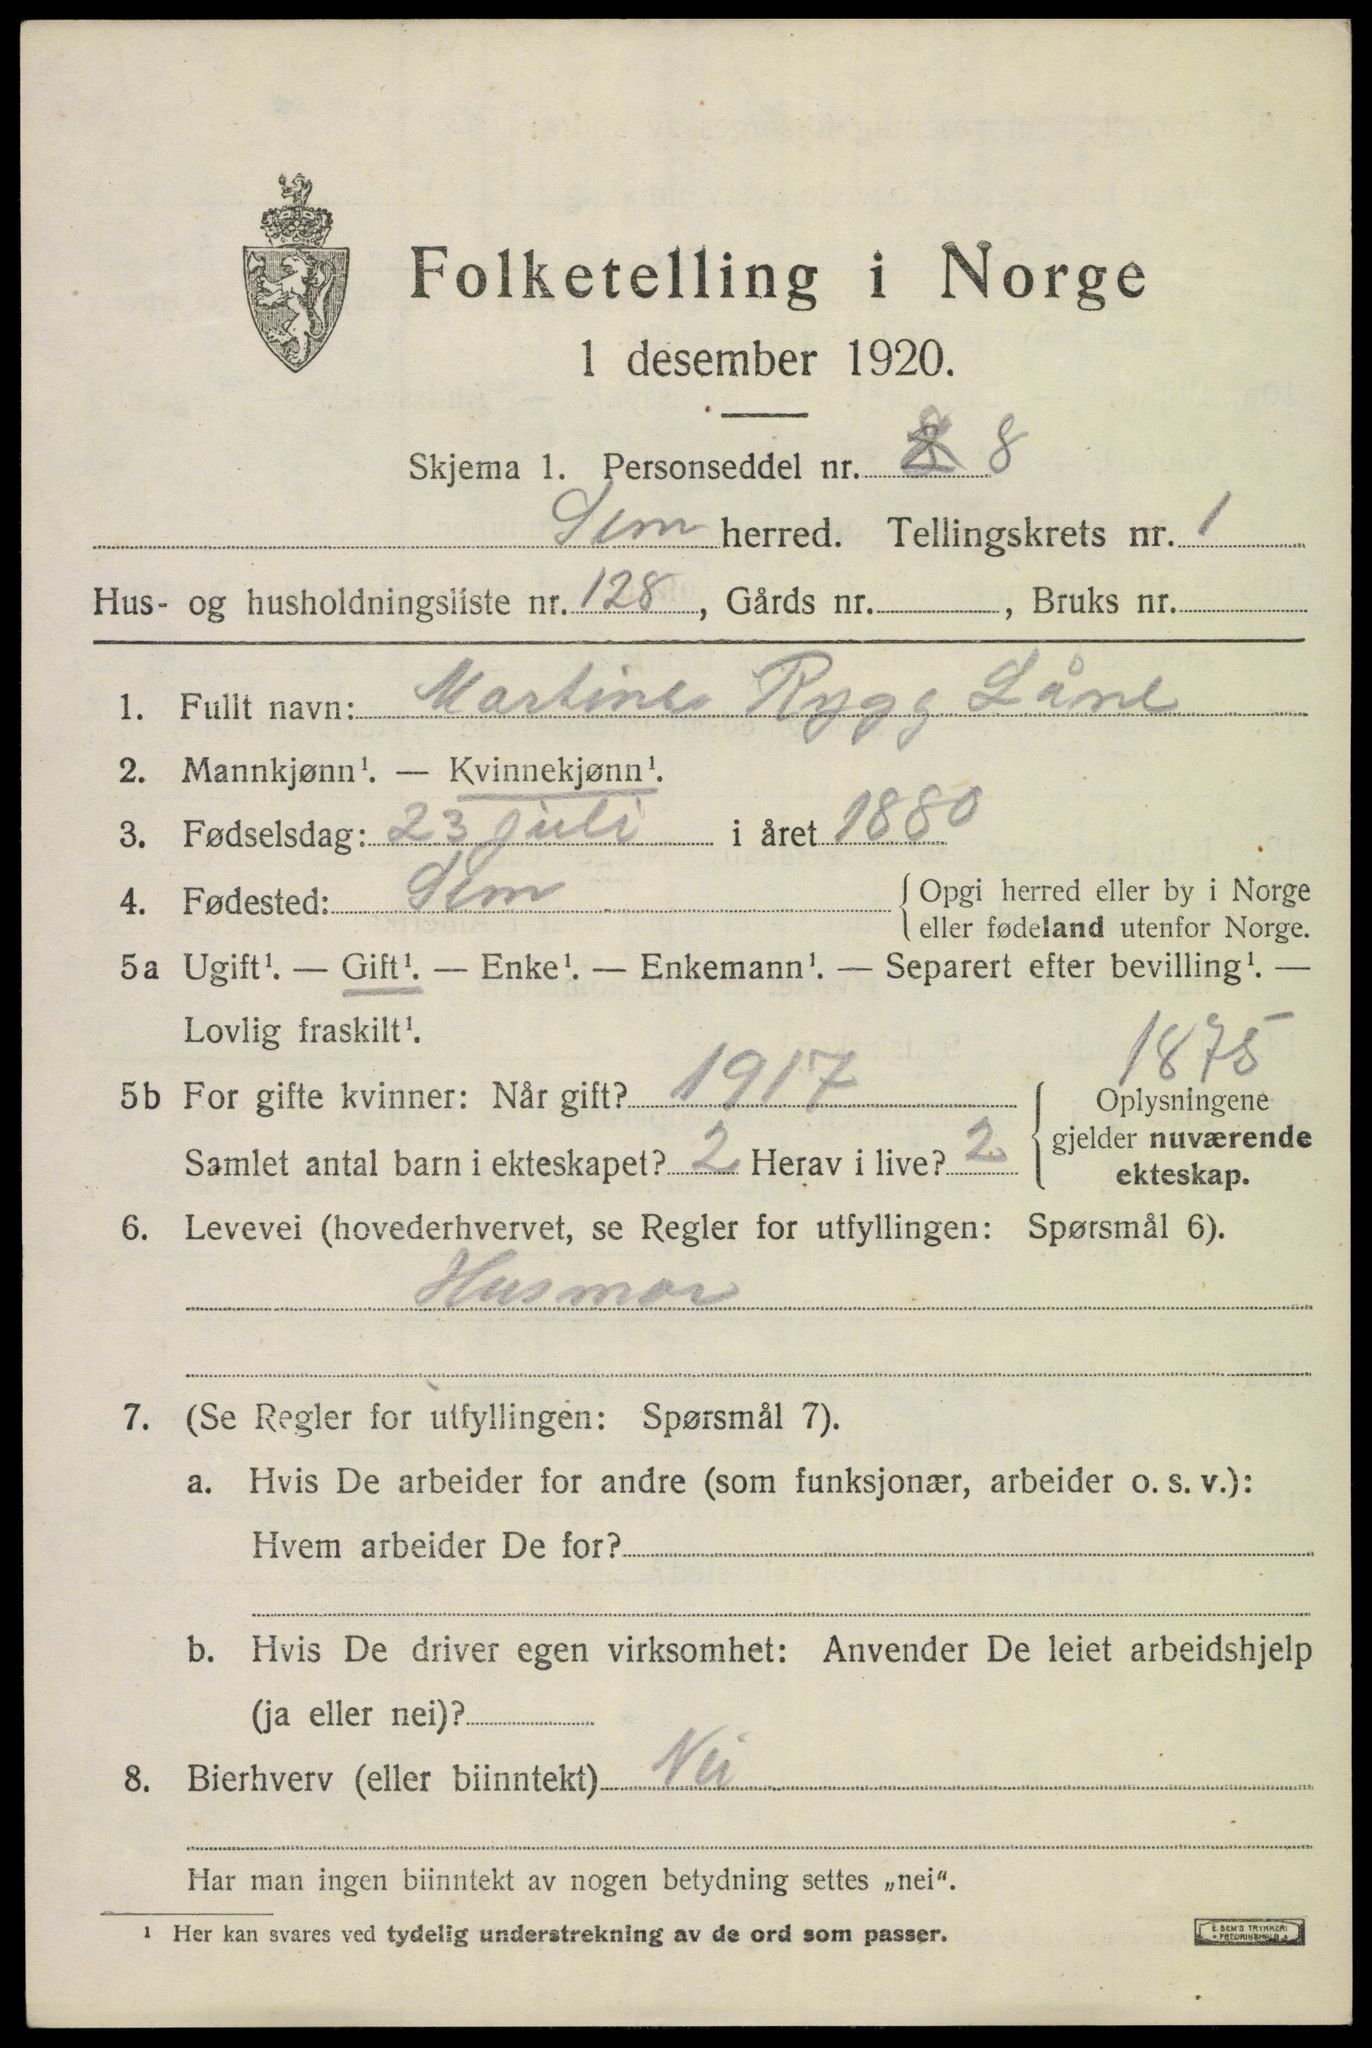 Folketelling i Norge
1 desember 1920.
Skjema 1. Personseddel nr. 8
Sem herred. Tellingskrets nr. 1
Hus- og husholdningsliste nr. 128, Gårds nr. , Bruks nr.
1. Fullt navn: Martine Rygg Låne
2. Mannkjønn¹. — Kvinnekjønn¹.
3. Fødselsdag: 23 juli i året 1880
4. Fødested: Sem { Opgi herred eller by i Norge
eller fødeland utenfor Norge.
5a Ugift¹. — Gift¹. — Enke¹. — Enkemann¹. — Separert efter bevilling¹. —
Lovlig fraskilt¹.
1875
5b For gifte kvinner: Når gift? 1917 { Oplysningene
gjelder nuværende
Samlet antal barn i ekteskapet? 2 Herav i live? 2
ekteskap.
6. Levevei (hovederhvervet, se Regler for utfyllingen: Spørsmål 6).
Husmor
7. (Se Regler for utfyllingen: Spørsmål 7).
a. Hvis De arbeider for andre (som funksjonær, arbeider o. s. v.):
Hvem arbeider De for?
b. Hvis De driver egen virksomhet: Anvender De leiet arbeidshjelp
(ja eller nei)?
8. Bierhverv (eller biinntekt) Nei
Har man ingen biinntekt av nogen betydning settes „nei“.
¹ Her kan svares ved tydelig understrekning av de ord som passer.
E. SEM'S TRYKKERI
FREDRIKSHALD